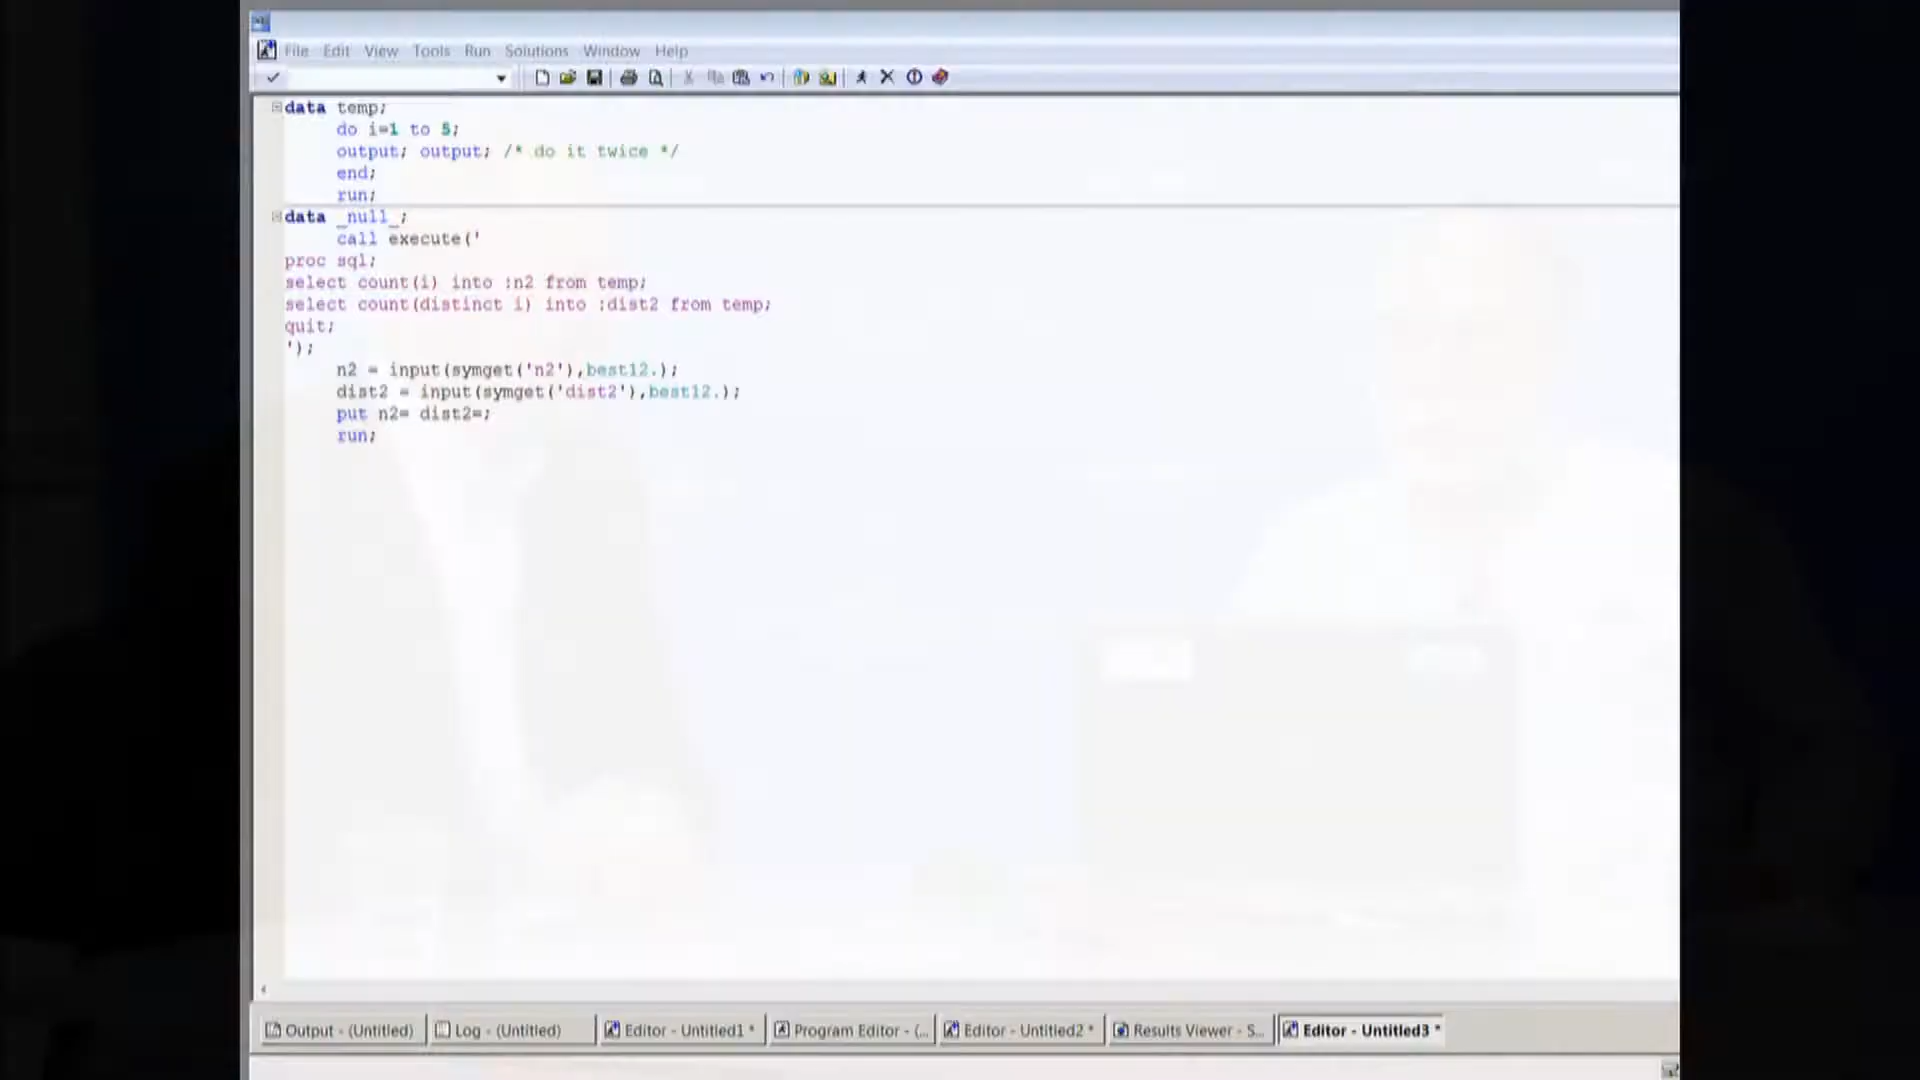 File Edit View Tools Run Solutions Window Help
data temp;
do i=1 to 5;
output; output; /* do it twice */
end;
run;
data _null_;
call execute('
proc sql;
select count(i) into :n2 from temp;
select count(distinct i) into :dist2 from temp;
quit;
');
n2 = input(symget('n2'),best12.);
dist2 = input(symget('dist2'),best12.);
put n2= dist2=;
run;
Output - (Untitled) Log - (Untitled) Editor - Untitled1 * Program Editor - (... Editor - Untitled2 * Results Viewer - S... Editor - Untitled3 *